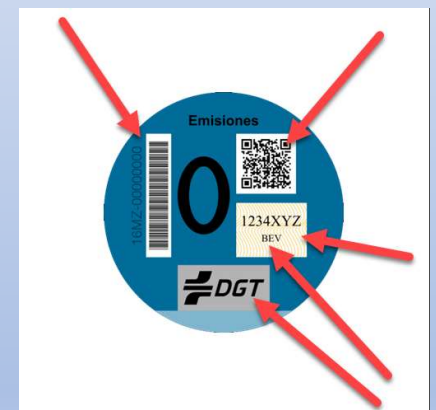 Emisiones
16MZ-00000000
0
1234XYZ
BEV
DGT